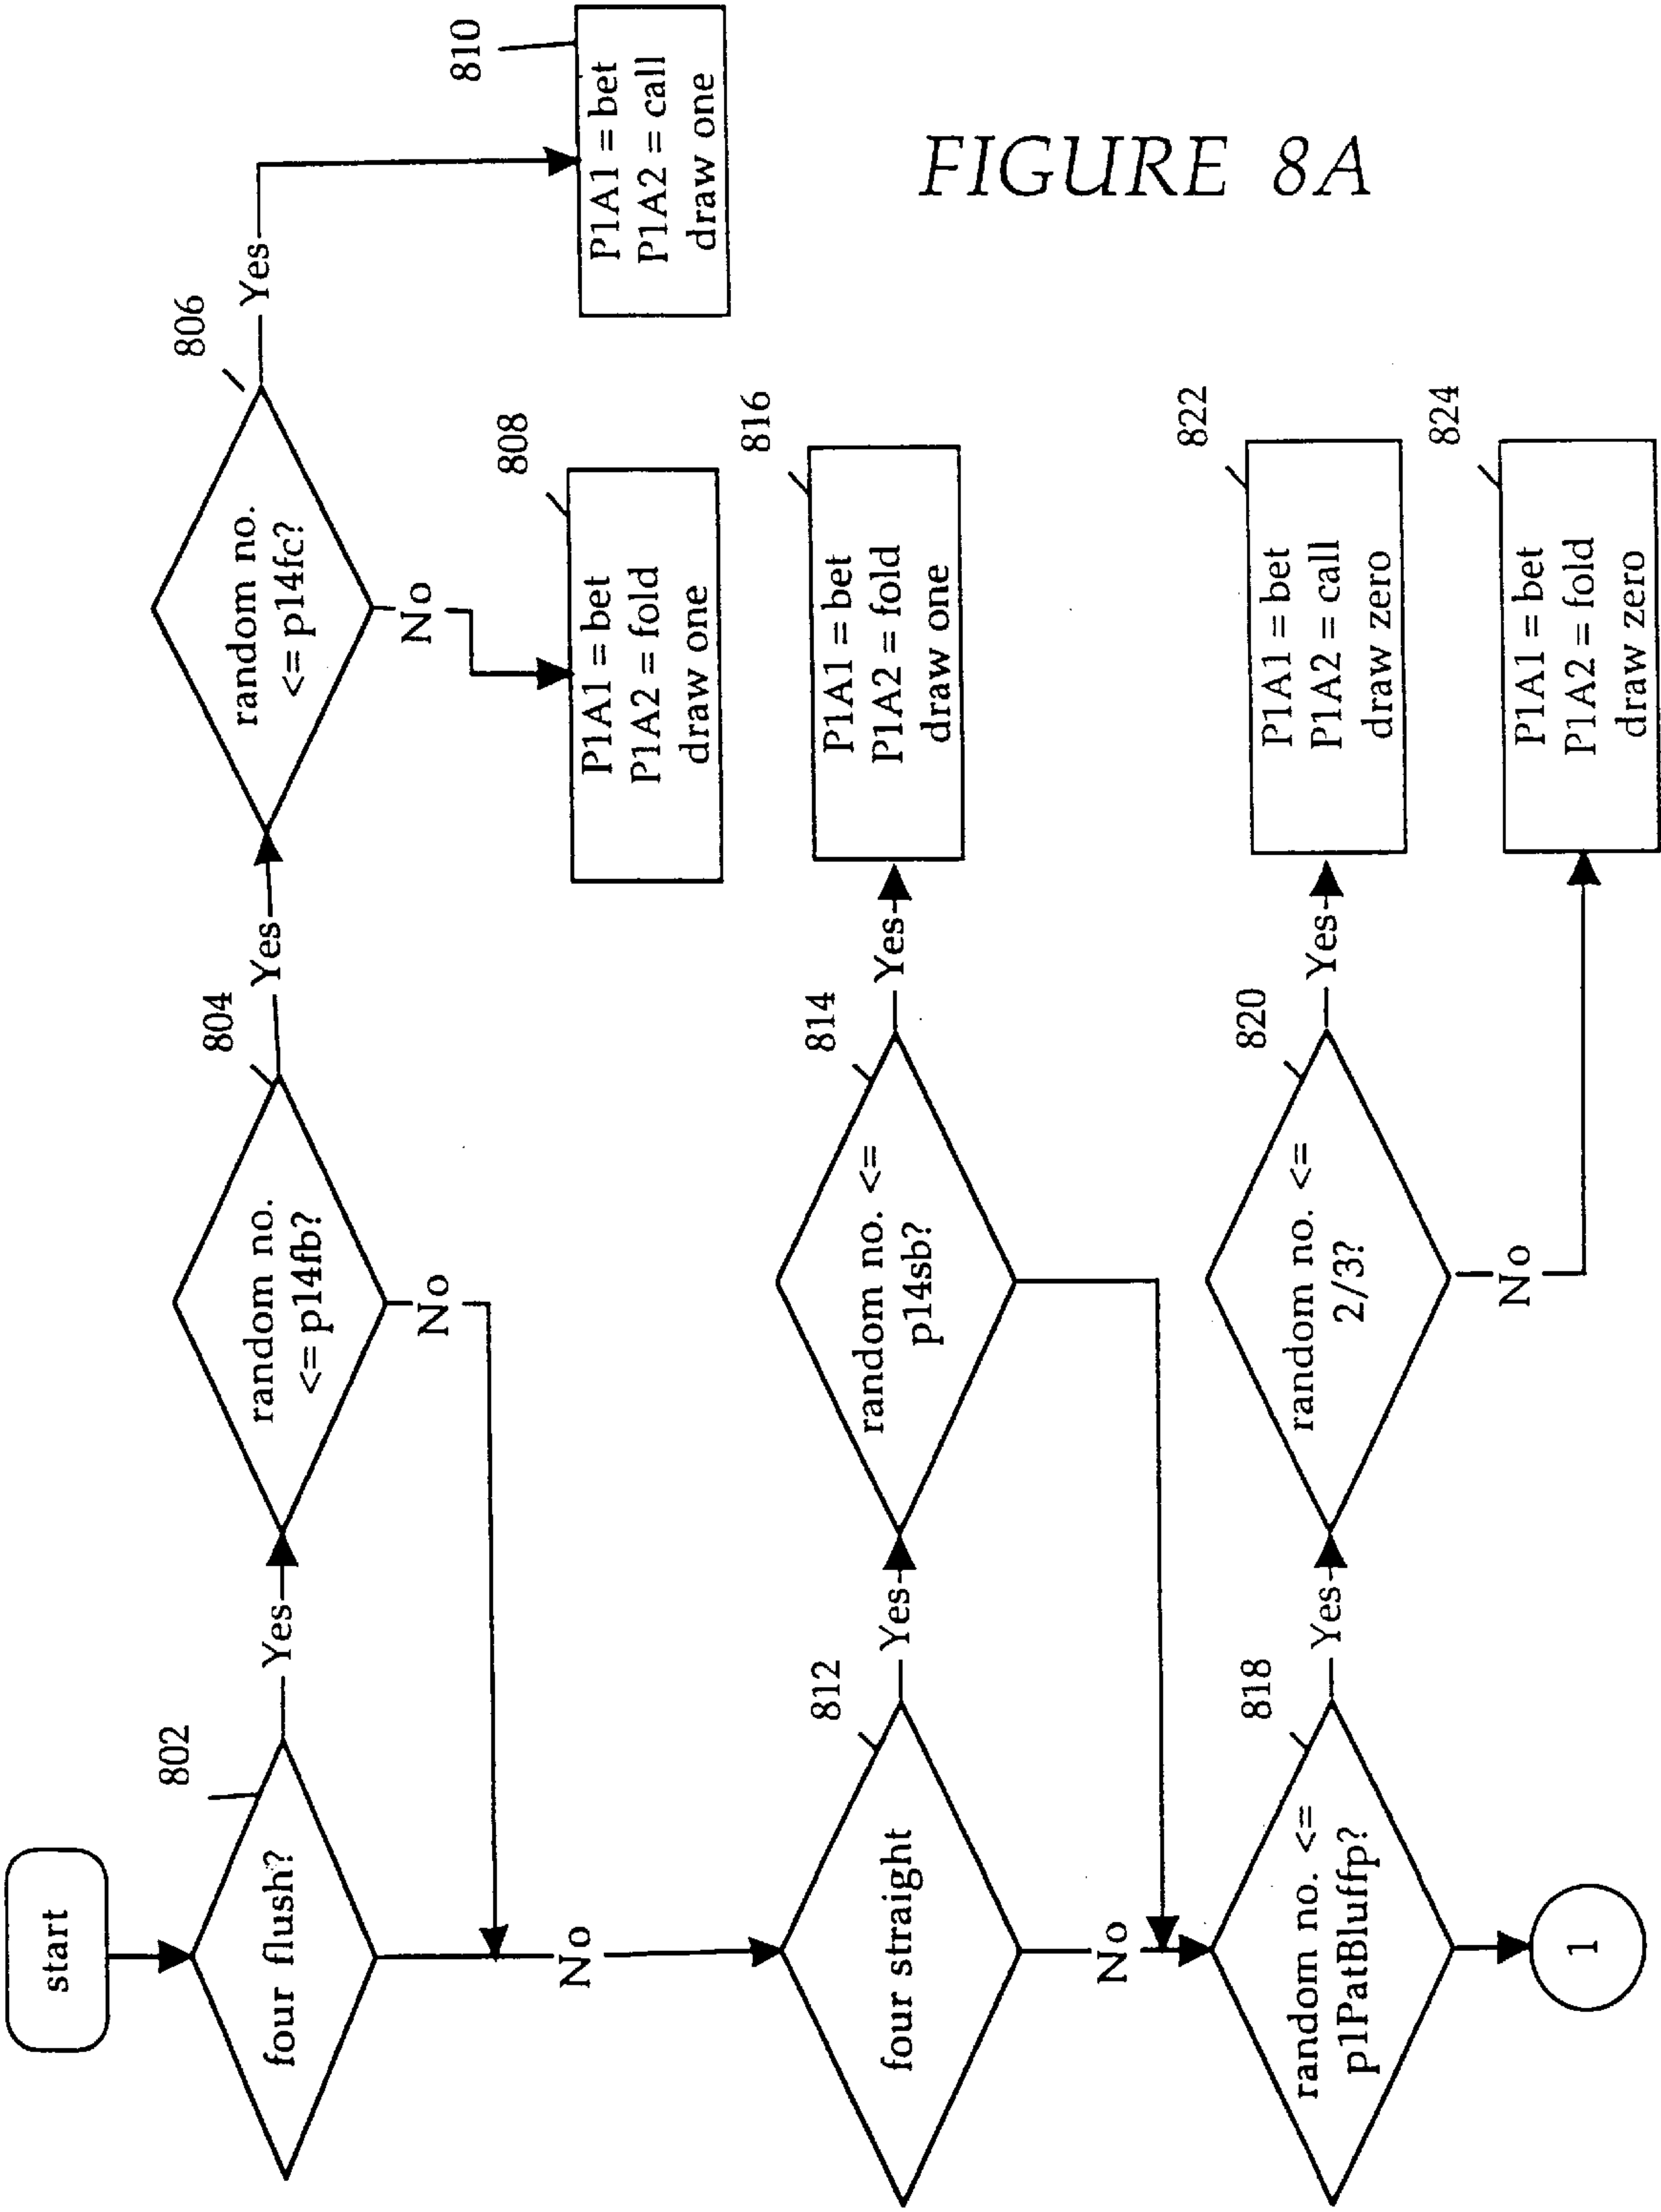 start
802
four flush?
Yes
804
random no.
<= p14fb?
No
Yes
806
random no.
<= p14fc?
Yes
No
808
P1A1 = bet
P1A2 = fold
draw one
810
P1A1 = bet
P1A2 = call
draw one
No
812
four straight
Yes
814
random no. <=
p14sb?
Yes
816
P1A1 = bet
P1A2 = fold
draw one
No
818
random no. <=
p1PatBluffp?
Yes
820
random no. <=
2/3?
Yes
822
P1A1 = bet
P1A2 = call
draw zero
No
824
P1A1 = bet
P1A2 = fold
draw zero
1
FIGURE 8A